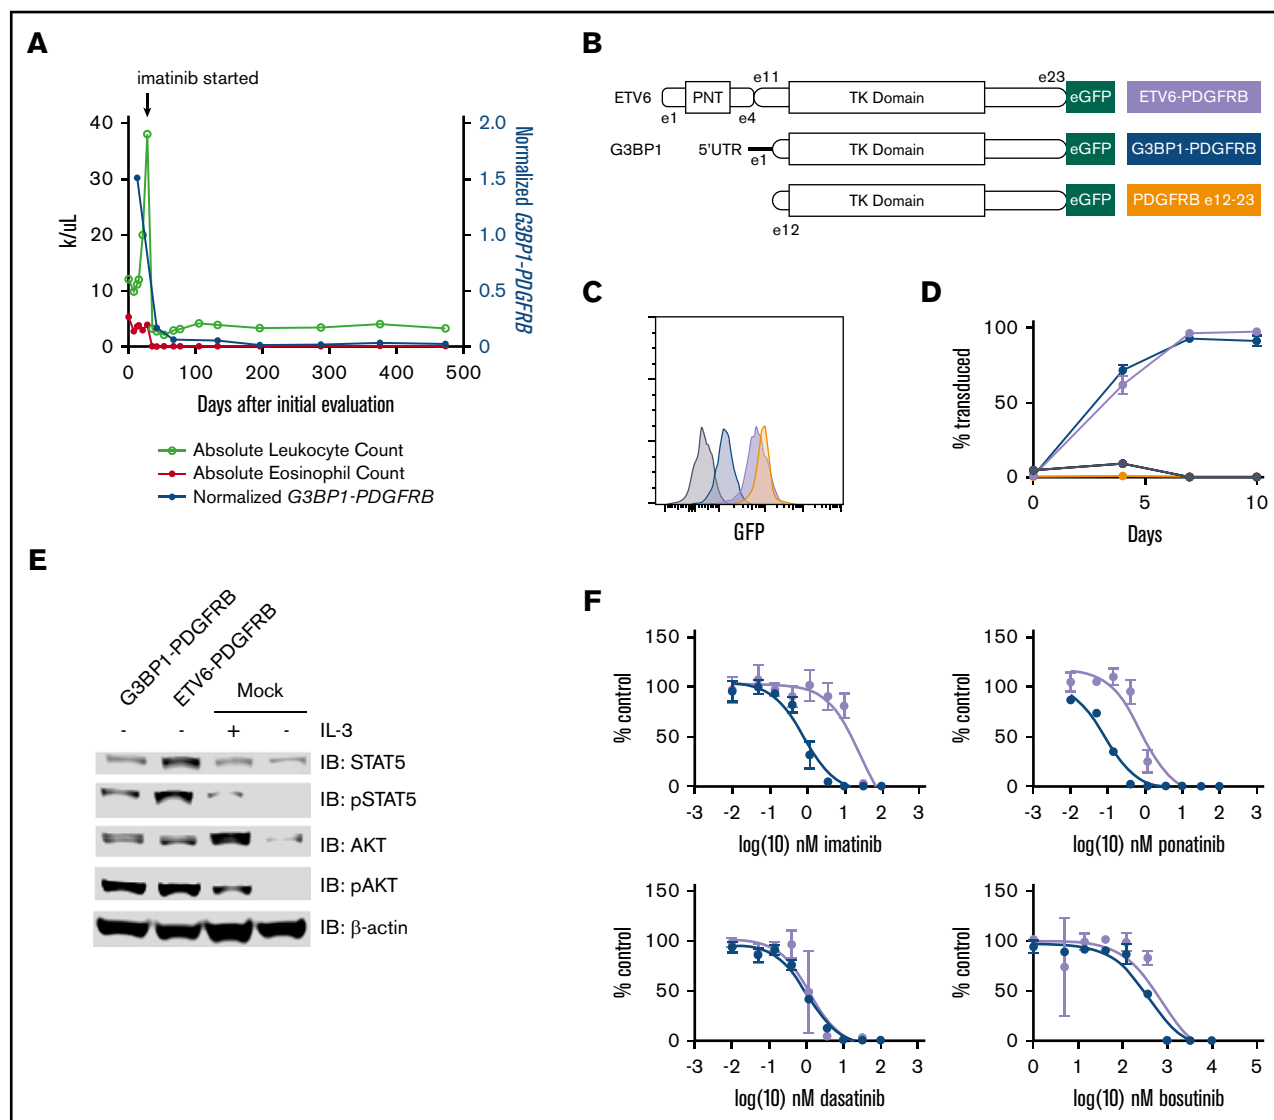 A
imatinib started
40
30
20
10
0
k/uL
2.0
1.5
1.0
0.5
0
Normalized G3BP1-PDGFRB
0 100 200 300 400 500
Days after initial evaluation
Absolute Leukocyte Count
Absolute Eosinophil Count
Normalized G3BP1-PDGFRB
B
e11 e23
ETV6 PNT TK Domain eGFP ETV6-PDGFRB
e1 e4
G3BP1 5'UTR TK Domain eGFP G3BP1-PDGFRB
e1
TK Domain eGFP PDGFRB e12-23
e12
C
GFP
D
100
50
0
% transduced
0 5 10
Days
E
G3BP1-PDGFRB
ETV6-PDGFRB
Mock
- - + - IL-3
IB: STAT5
IB: pSTAT5
IB: AKT
IB: pAKT
IB: β-actin
F
150
100
50
0
% control
-3 -2 -1 0 1 2 3
log(10) nM imatinib
150
100
50
0
% control
-3 -2 -1 0 1 2 3
log(10) nM ponatinib
150
100
50
0
% control
-3 -2 -1 0 1 2 3
log(10) nM dasatinib
150
100
50
0
% control
0 1 2 3 4 5
log(10) nM bosutinib